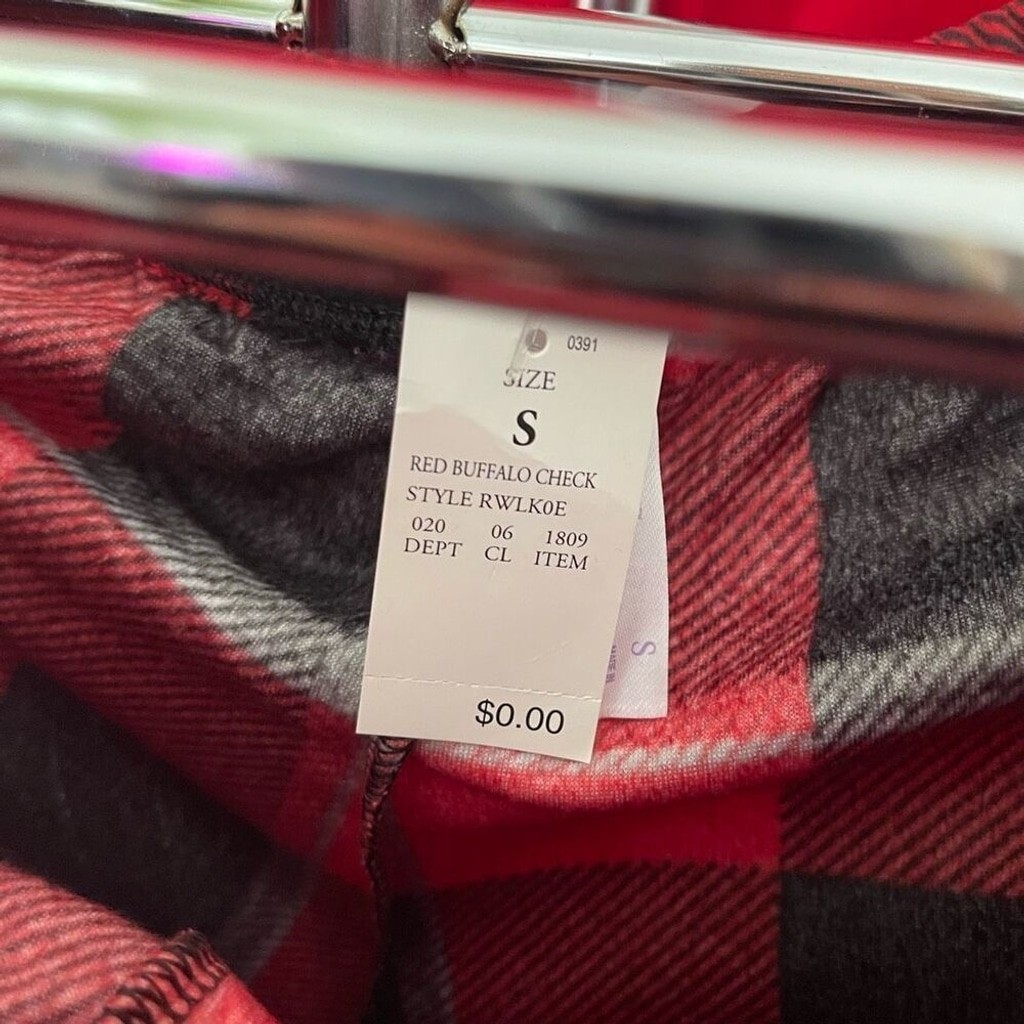 0391
SIZE
S
RED BUFFALO CHECK
STYLE RWLK0E
020 06 1809
DEPT CL ITEM
$0.00
S